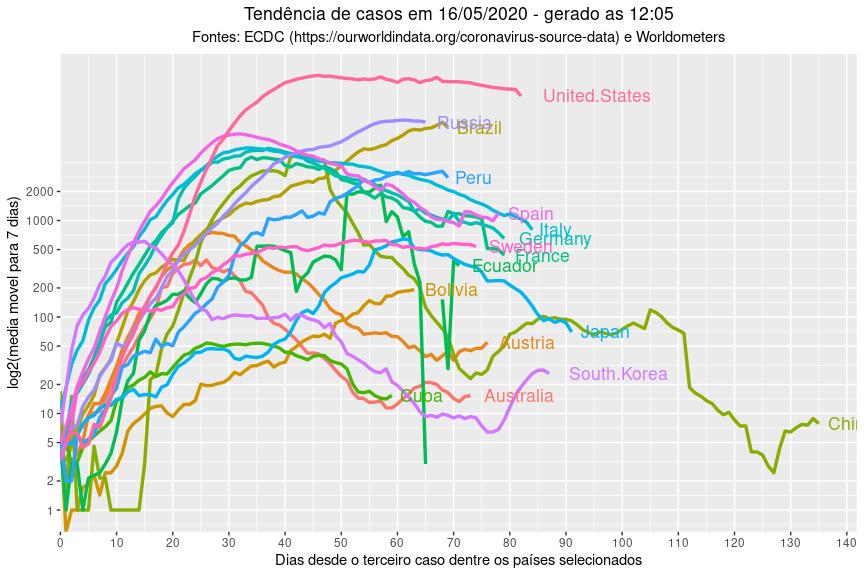 Tendência de casos em 16/05/2020 - gerado as 12:05
Fontes: ECDC (https://ourworldindata.org/coronavirus-source-data) e Worldometers
United.States
Russia
Brazil
Peru
Spain
Italy
Germany
Sweden
France
Ecuador
Bolivia
Japan
Austria
South.Korea
Cuba
Australia
Chi
log2(media movel para 7 dias)
2000
1000
500
200
100
50
20
10
5
2
1
0 10 20 30 40 50 60 70 80 90 100 110 120 130 140
Dias desde o terceiro caso dentre os países selecionados